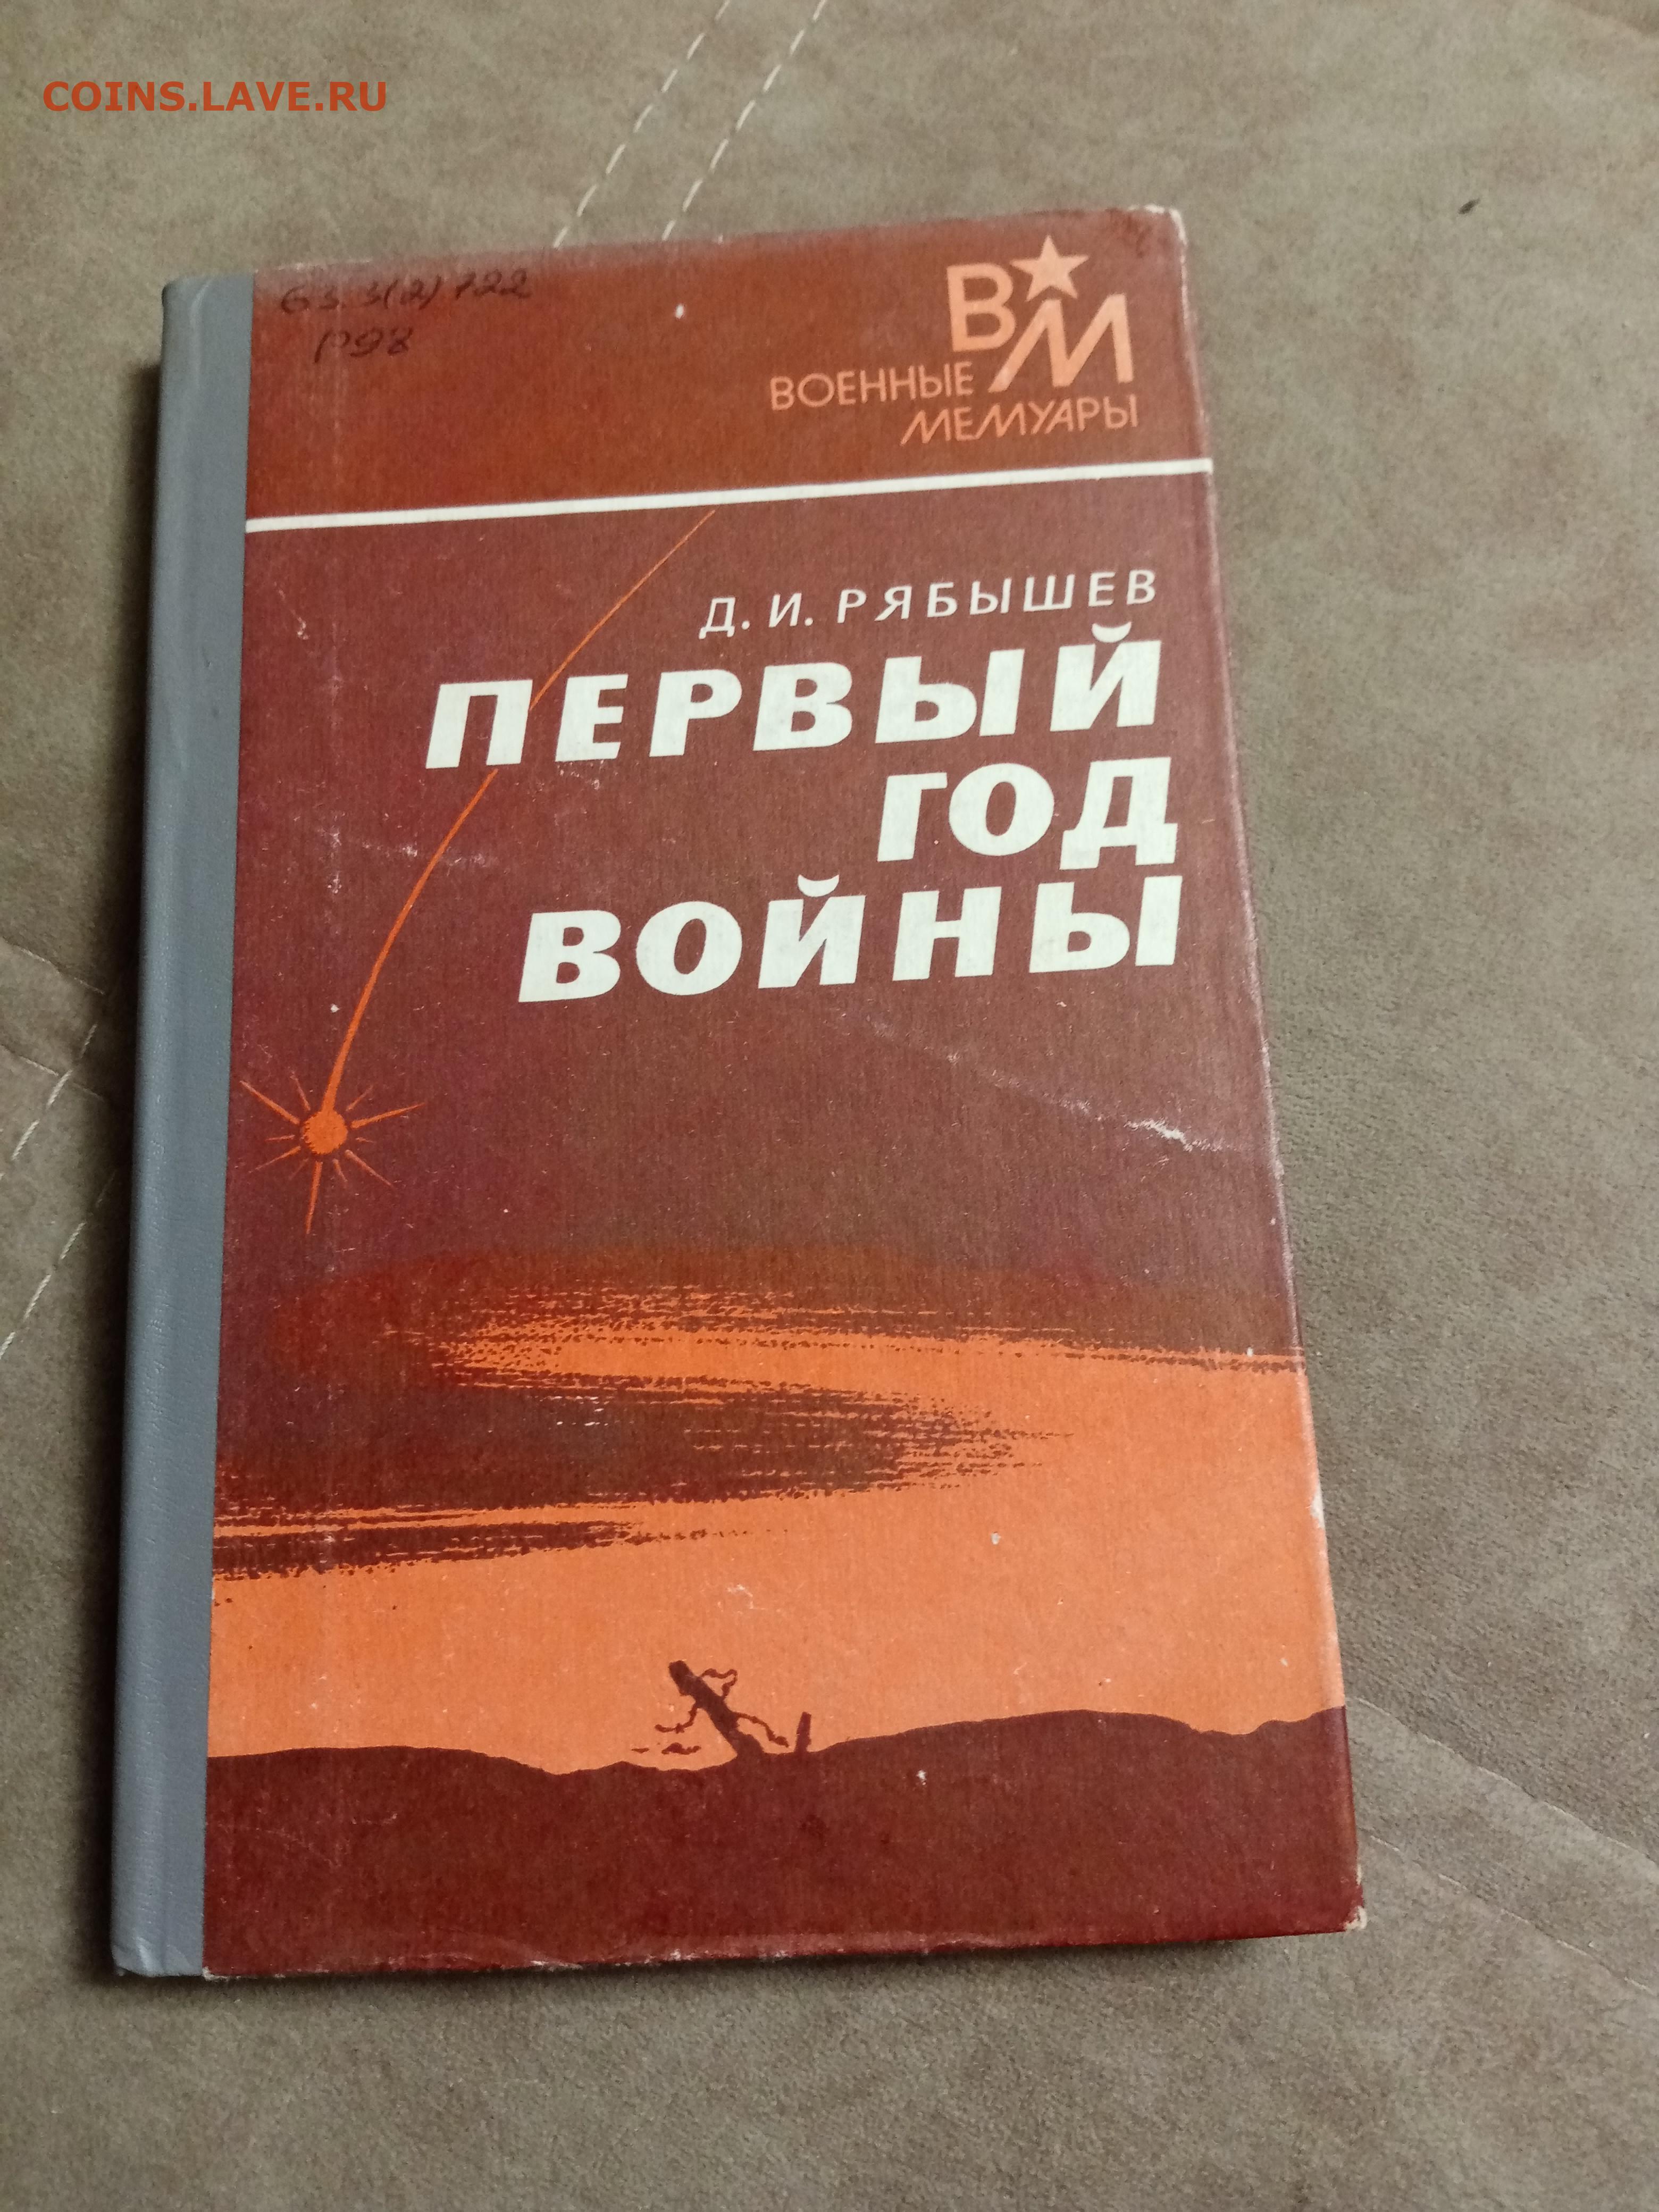 COINS.LAVE.RU
63.3(2)722
Р98
ВМ
ВОЕННЫЕ
МЕМУАРЫ
Д. И. РЯБЫШЕВ
ПЕРВЫЙ
ГОД
ВОЙНЫ